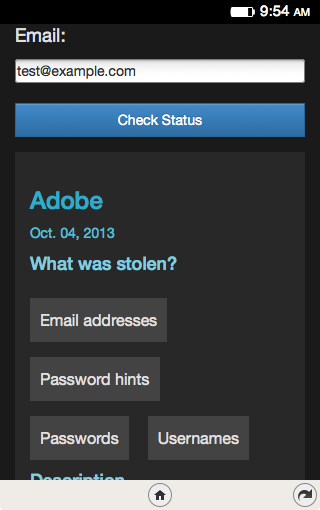 9:54 AM
Email:
test@example.com
Check Status
Adobe
Oct. 04, 2013
What was stolen?
Email addresses
Password hints
Passwords Usernames
Description